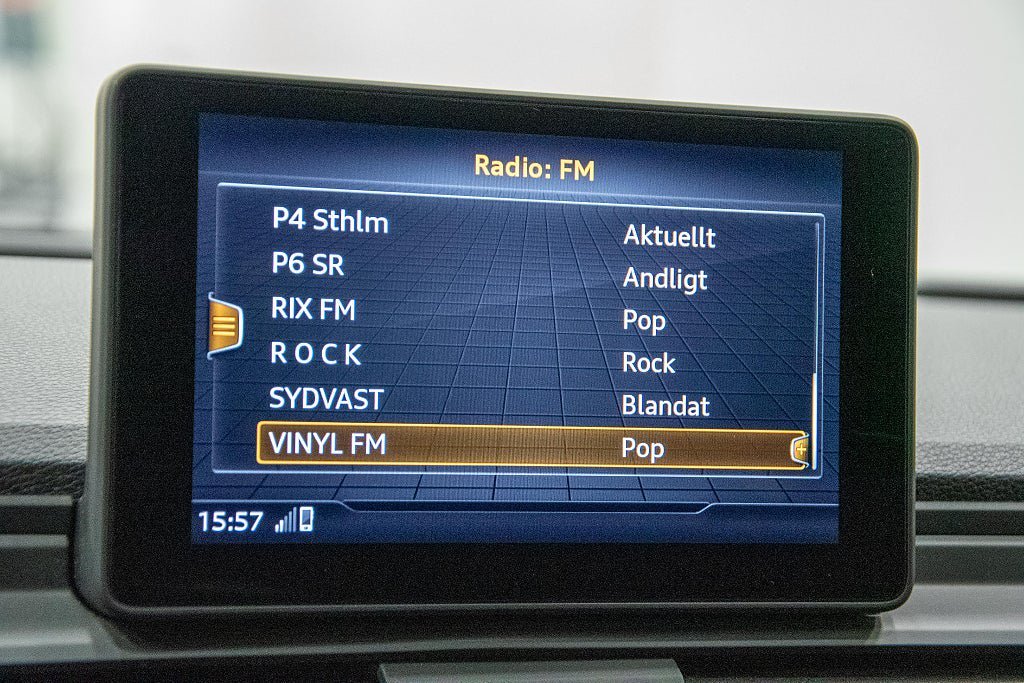 Radio: FM
P4 Sthlm Aktuellt
P6 SR Andligt
RIX FM Pop
R O C K Rock
SYDVAST Blandat
VINYL FM Pop
15:57